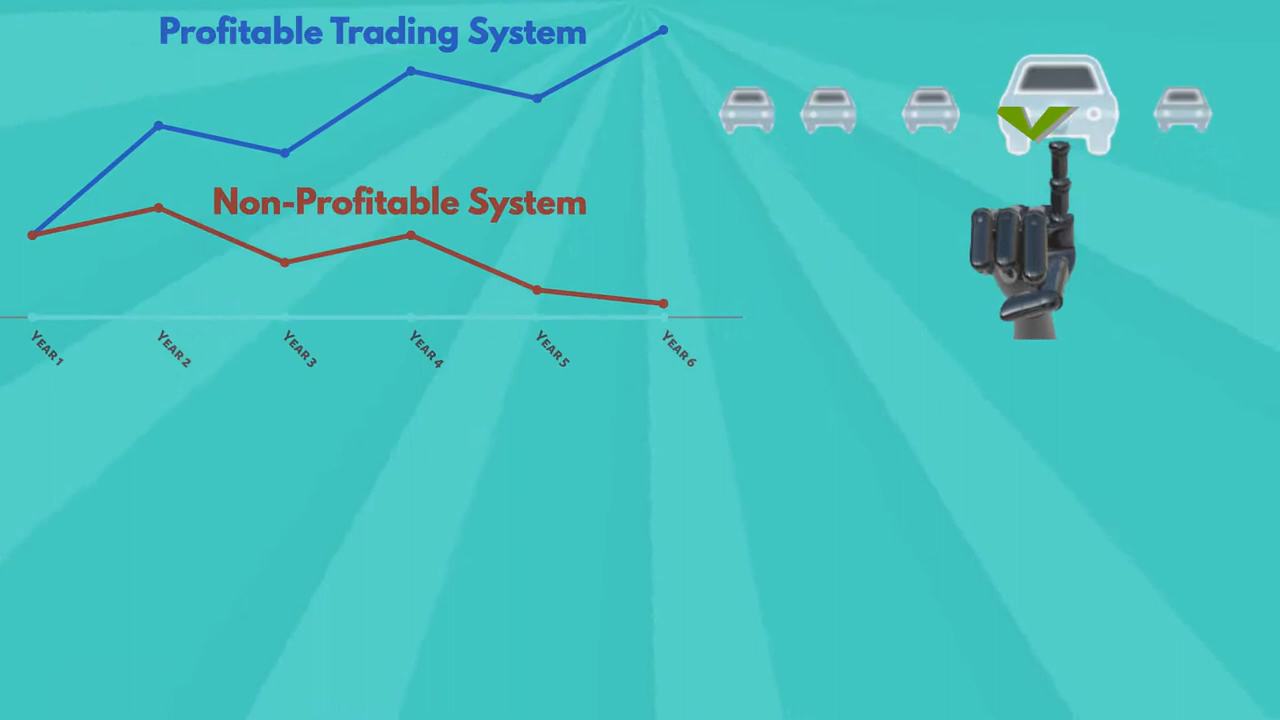 Profitable Trading System
Non-Profitable System
YEAR 1
YEAR 2
YEAR 3
YEAR 4
YEAR 5
YEAR 6